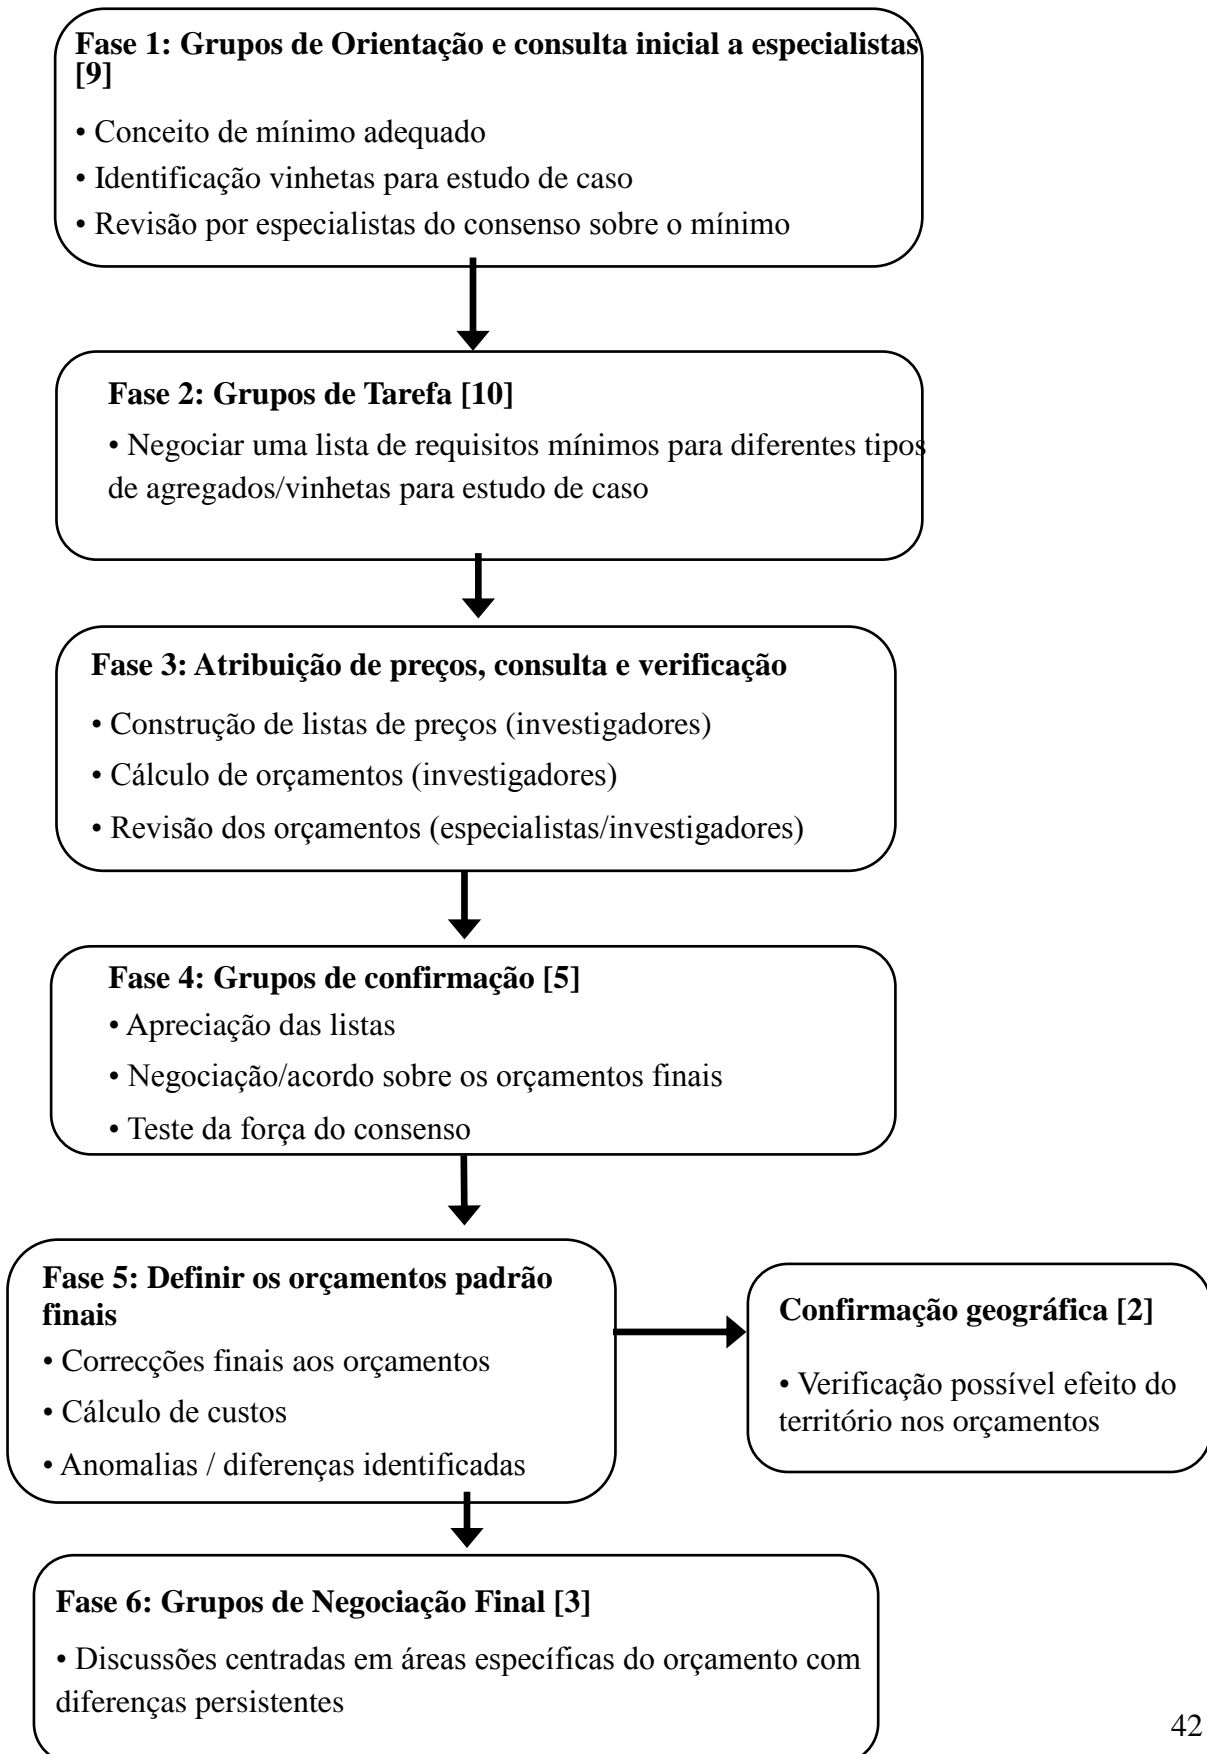 Fase 1: Grupos de Orientação e consulta inicial a especialistas
[9]
• Conceito de mínimo adequado
• Identificação vinhetas para estudo de caso
• Revisão por especialistas do consenso sobre o mínimo
Fase 2: Grupos de Tarefa [10]
• Negociar uma lista de requisitos mínimos para diferentes tipos
de agregados/vinhetas para estudo de caso
Fase 3: Atribuição de preços, consulta e verificação
• Construção de listas de preços (investigadores)
• Cálculo de orçamentos (investigadores)
• Revisão dos orçamentos (especialistas/investigadores)
Fase 4: Grupos de confirmação [5]
• Apreciação das listas
• Negociação/acordo sobre os orçamentos finais
• Teste da força do consenso
Fase 5: Definir os orçamentos padrão
finais
• Correcções finais aos orçamentos
• Cálculo de custos
• Anomalias / diferenças identificadas
Confirmação geográfica [2]
• Verificação possível efeito do
território nos orçamentos
Fase 6: Grupos de Negociação Final [3]
• Discussões centradas em áreas específicas do orçamento com
diferenças persistentes
42